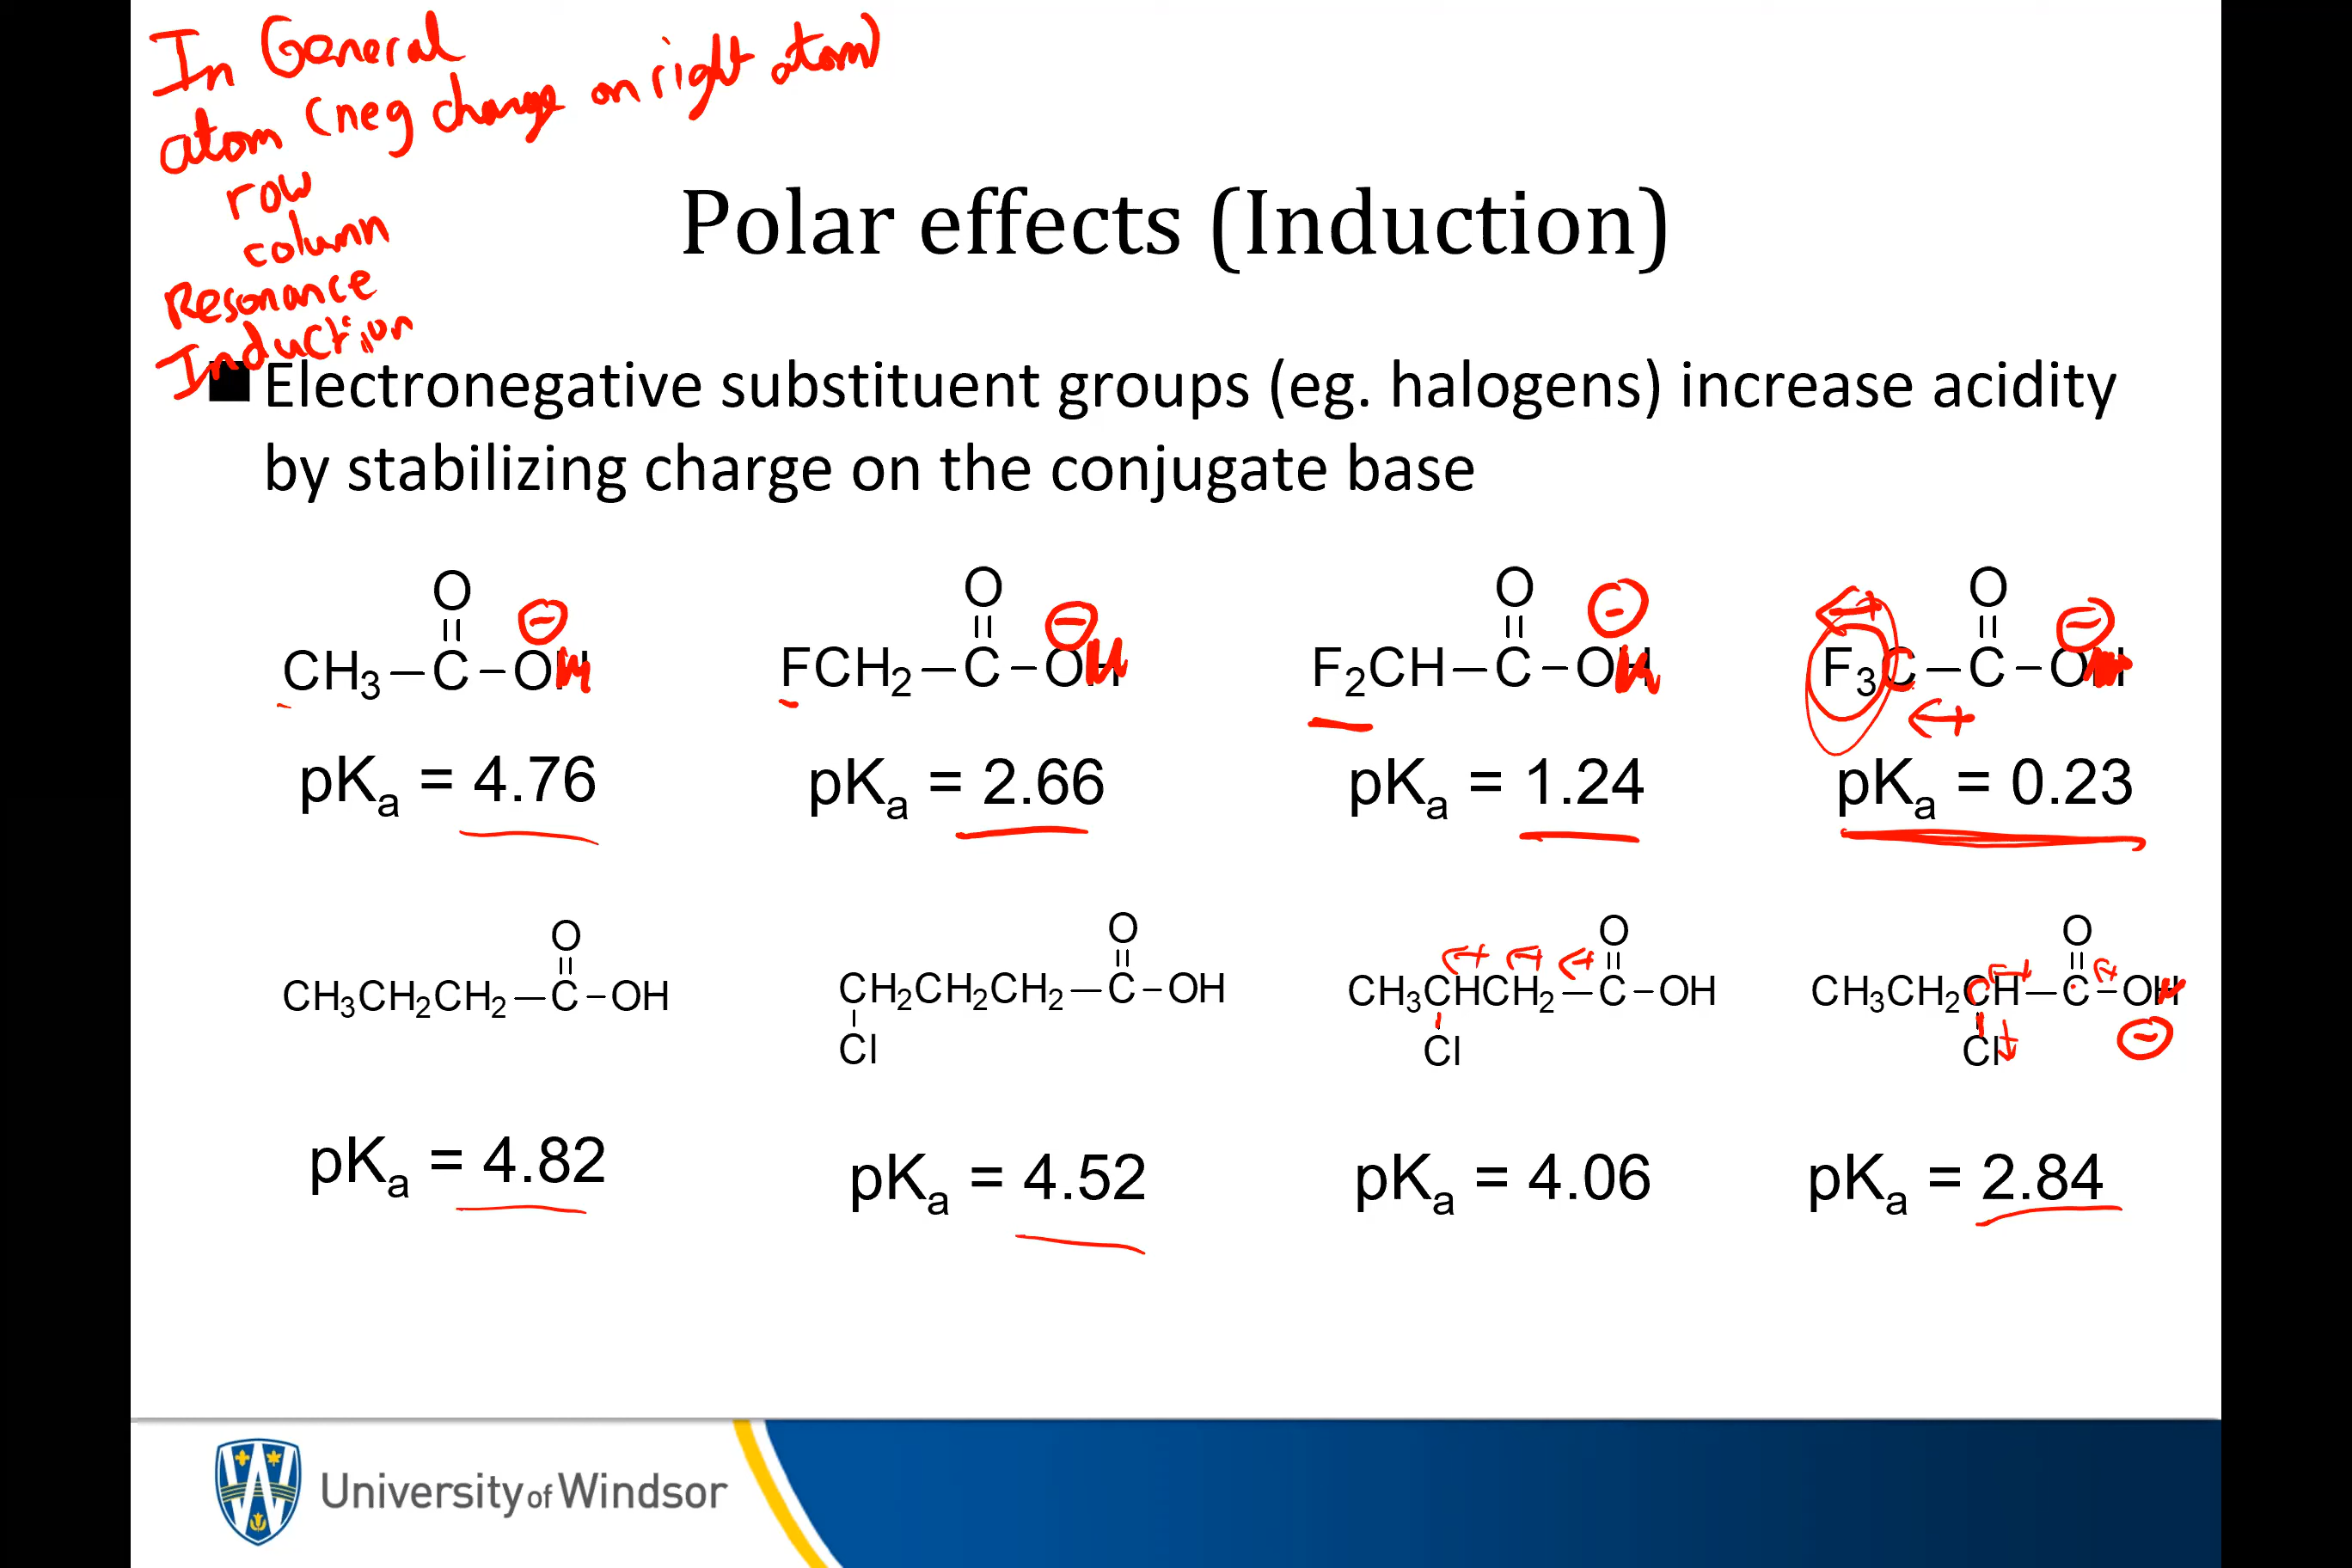 In General
atom (neg charge on right atom)
row
column
Resonance
Induction
Polar effects (Induction)
■ Electronegative substituent groups (eg. halogens) increase acidity
by stabilizing charge on the conjugate base
O O O O
CH₃—C–OH FCH₂—C–OH F₂CH—C–OH F₃C—C–OH
pKₐ = 4.76 pKₐ = 2.66 pKₐ = 1.24 pKₐ = 0.23
O O O O
CH₃CH₂CH₂—C–OH CH₂CH₂CH₂—C–OH CH₃CHCH₂—C–OH CH₃CH₂CH—C–OH
Cl Cl Cl
pKₐ = 4.82 pKₐ = 4.52 pKₐ = 4.06 pKₐ = 2.84
University of Windsor